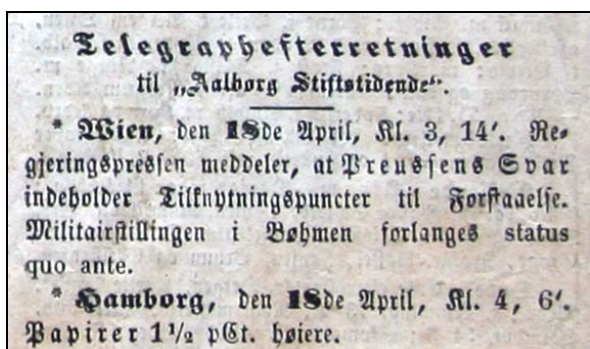 Telegraphefterretninger
til „Aalborg Stiftstidende“.
* Wien, den 18de April, Kl. 3, 14′. Re-
gjeringspressen meddeler, at Preussens Svar
indeholder Tilknytningspuncter til Forstaaelse.
Militairstillingen i Bøhmen forlanges status
quo ante.
* Hamborg, den 18de April, Kl. 4, 6′.
Papirer 1½ pCt. høiere.